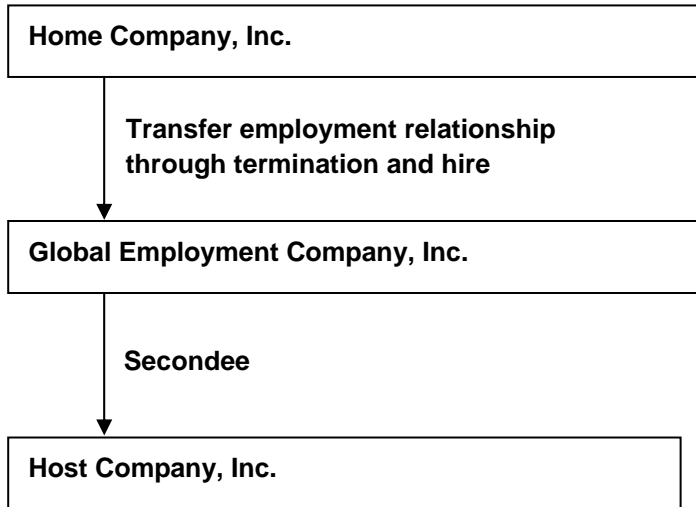 Home Company, Inc.
Transfer employment relationship
through termination and hire
Global Employment Company, Inc.
Secondee
Host Company, Inc.